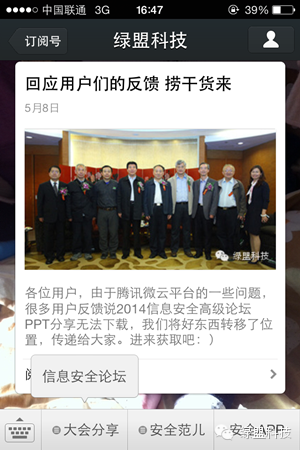 中国联通 3G 16:47 39%
订阅号 绿盟科技
回应用户们的反馈 捞干货来
5月8日
绿盟科技
各位用户，由于腾讯微云平台的一些问题，
很多用户反馈说2014信息安全高级论坛
PPT分享无法下载，我们将好东西转移了位
置，传递给大家。进来获取吧：）
阅
信息安全论坛
大会分享 安全范儿 安全APP
绿盟科技